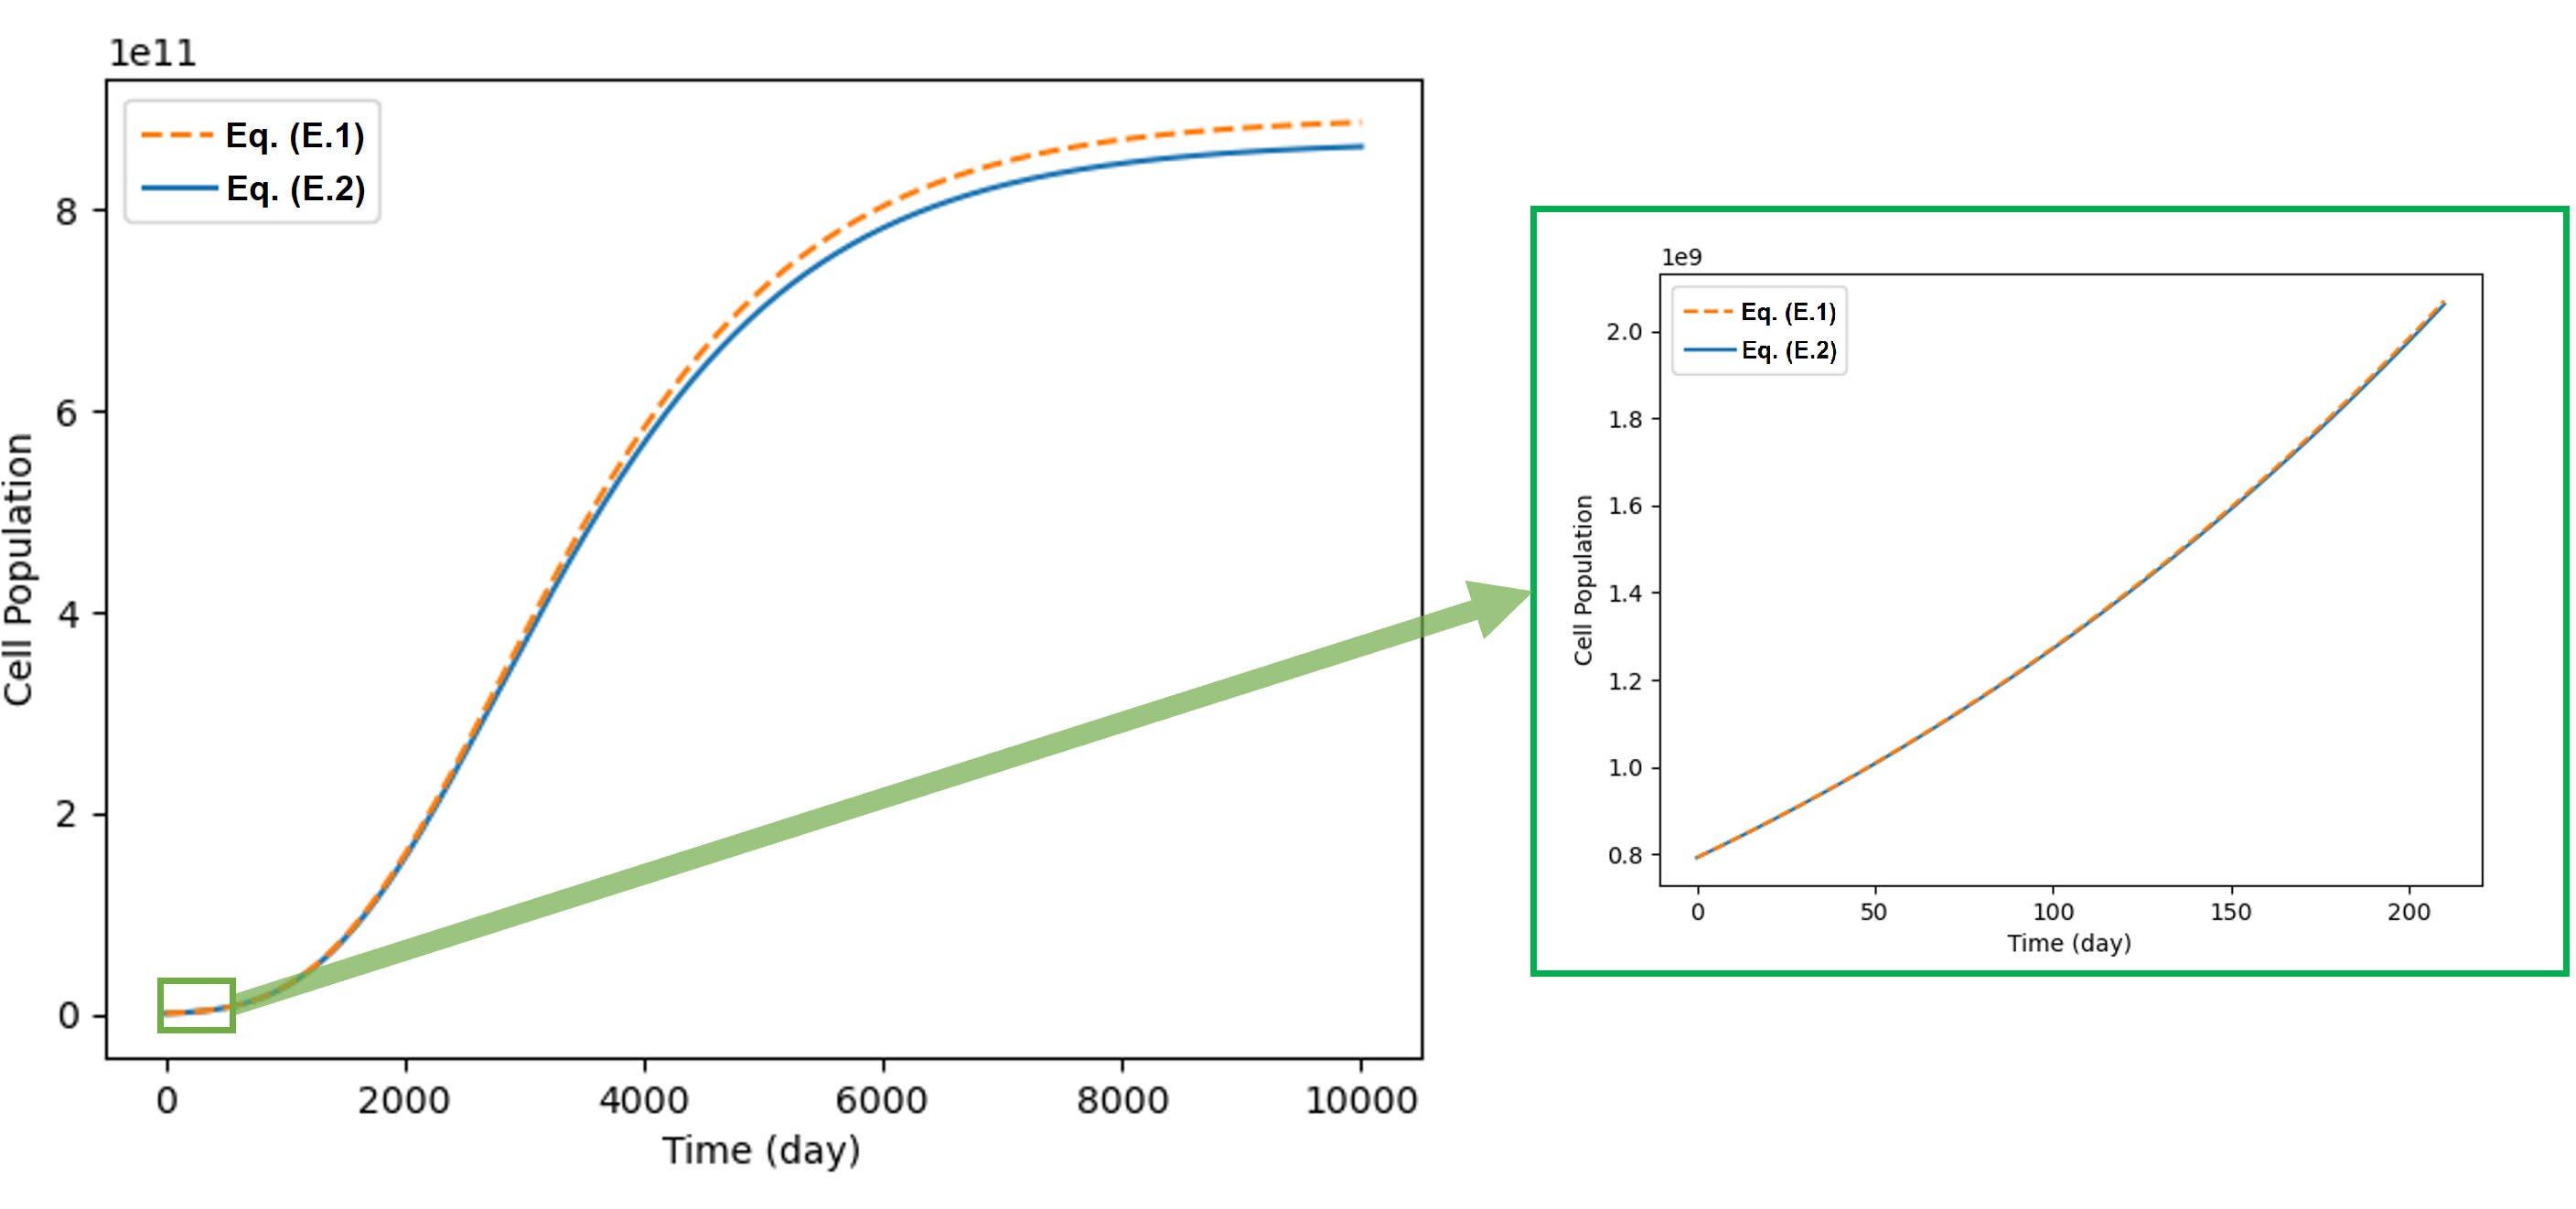 1e11
Eq. (E.1)
Eq. (E.2)
8
6
4
2
0
Cell Population
0 2000 4000 6000 8000 10000
Time (day)
1e9
Eq. (E.1)
Eq. (E.2)
2.0
1.8
1.6
1.4
1.2
1.0
0.8
Cell Population
0 50 100 150 200
Time (day)